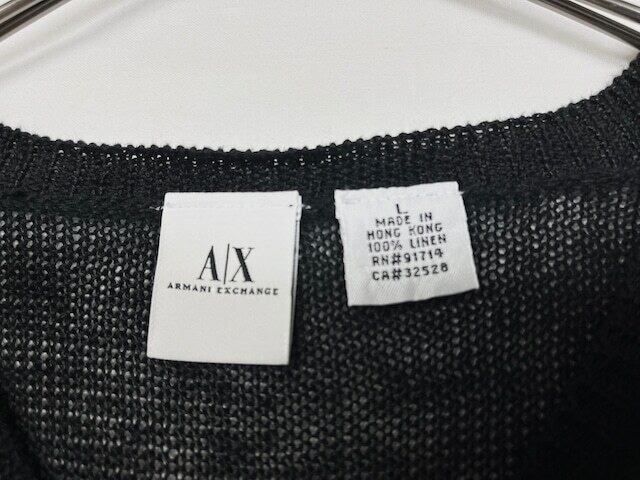 A|X
ARMANI EXCHANGE
L
MADE IN
HONG KONG
100% LINEN
RN#91714
CA#32528